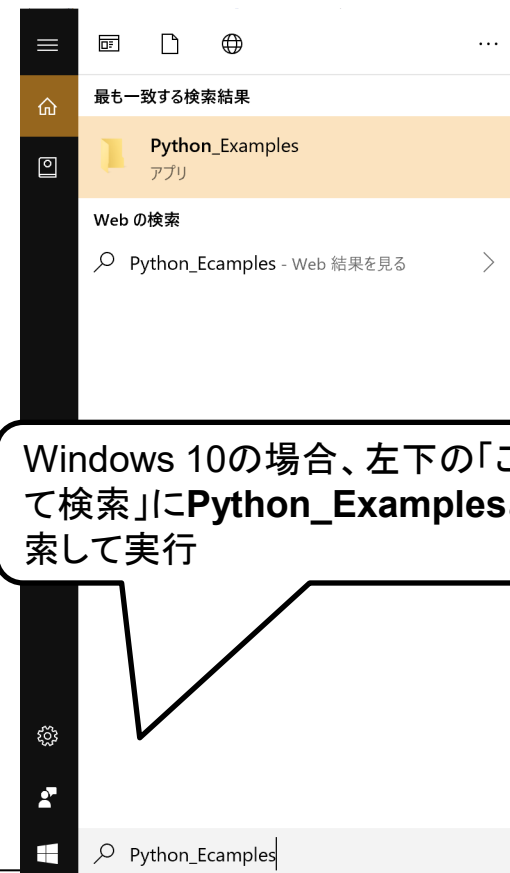 最も一致する検索結果
Python_Examples
アプリ
Web の検索
Python_Ecamples - Web 結果を見る
Windows 10の場合、左下の「こ
て検索」にPython_Examples
索して実行
Python_Ecamples